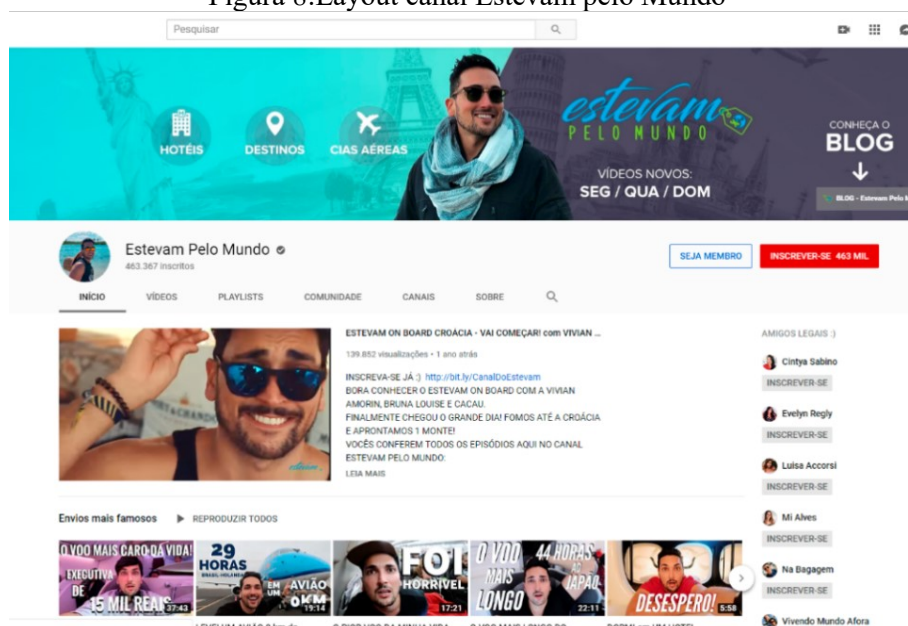 Figura 8:Layout canal Estevam pelo Mundo
Pesquisar
HOTÉIS
DESTINOS
CIAS AÉREAS
estevam
PELO MUNDO
VÍDEOS NOVOS:
SEG / QUA / DOM
CONHEÇA O
BLOG
BLOG - Estevam Pelo M
Estevam Pelo Mundo
463.367 inscritos
SEJA MEMBRO
INSCREVER-SE 463 MIL
INÍCIO
VÍDEOS
PLAYLISTS
COMUNIDADE
CANAIS
SOBRE
estevam
ESTEVAM ON BOARD CROÁCIA - VAI COMEÇAR! com VIVIAN ...
139.852 visualizações • 1 ano atrás
INSCREVA-SE JÁ :) http://bit.ly/CanalDoEstevam
BORA CONHECER O ESTEVAM ON BOARD COM A VIVIAN
AMORIN, BRUNA LOUISE E CACAU.
FINALMENTE CHEGOU O GRANDE DIA! FOMOS ATÉ A CROÁCIA
E APRONTAMOS 1 MONTE!
VOCÊS CONFEREM TODOS OS EPISÓDIOS AQUI NO CANAL
ESTEVAM PELO MUNDO:
LEIA MAIS
AMIGOS LEGAIS :)
Cintya Sabino
INSCREVER-SE
Evelyn Regly
INSCREVER-SE
Luisa Accorsi
INSCREVER-SE
Mi Alves
INSCREVER-SE
Na Bagagem
INSCREVER-SE
Vivendo Mundo Afora
Envios mais famosos
REPRODUZIR TODOS
O VOO MAIS CARO DA VIDA!
EXECUTIVA
DE
15 MIL REAIS
37:43
29
HORAS
BRASIL-HOLANDA
EM UM AVIÃO
0KM
19:14
FOI
HORRÍVEL
17:21
O VOO
MAIS
LONGO
44 HORAS
AO
JAPÃO
22:11
DESESPERO!
5:58